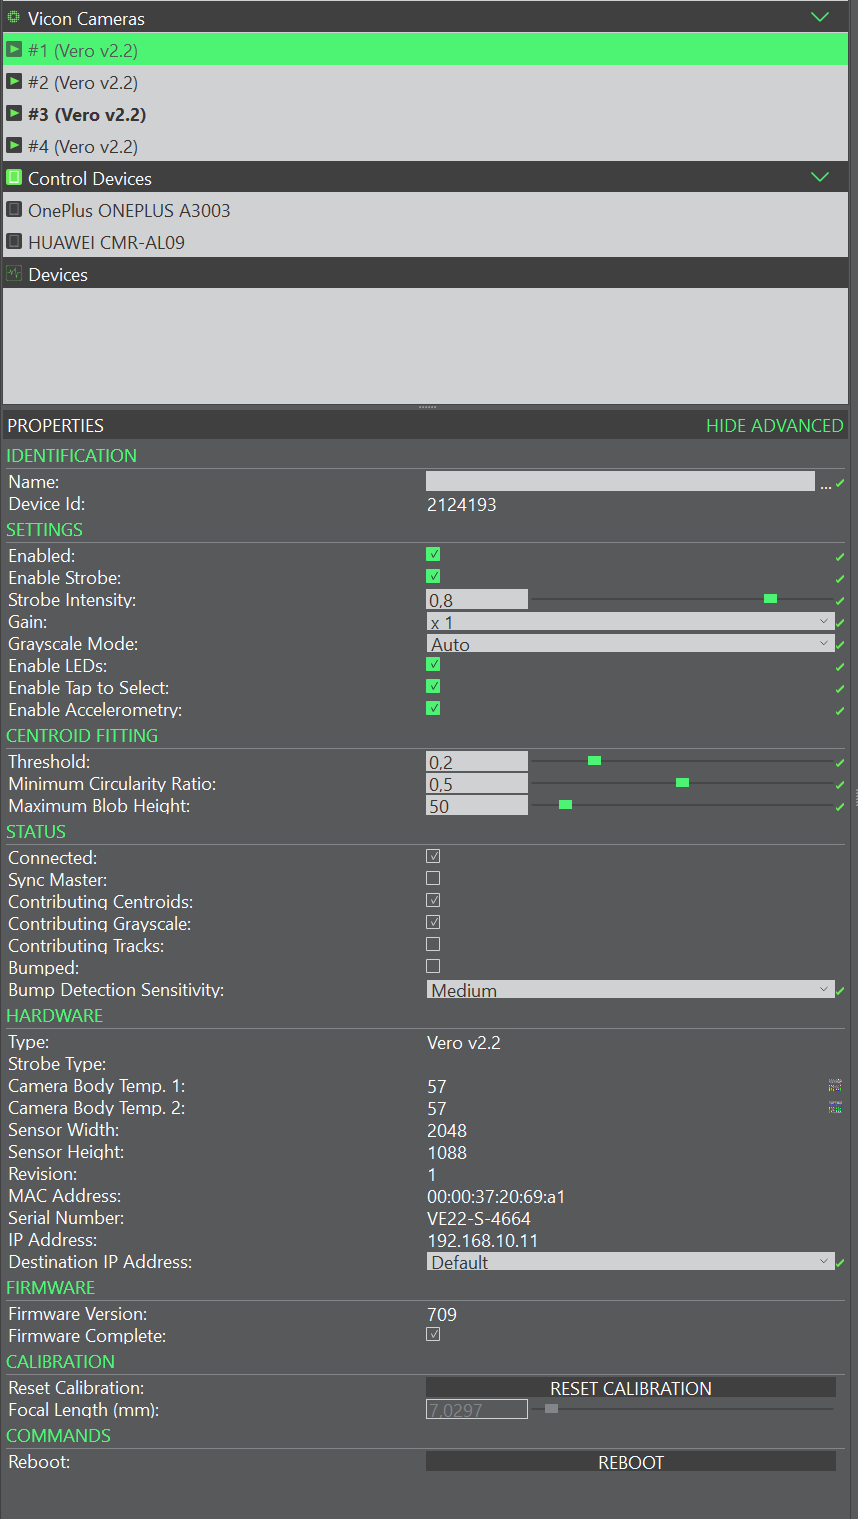 Vicon Cameras
#1 (Vero v2.2)
#2 (Vero v2.2)
#3 (Vero v2.2)
#4 (Vero v2.2)
Control Devices
OnePlus ONEPLUS A3003
HUAWEI CMR-AL09
Devices
PROPERTIES HIDE ADVANCED
IDENTIFICATION
Name: ...
Device Id: 2124193
SETTINGS
Enabled:
Enable Strobe:
Strobe Intensity: 0,8
Gain: x 1
Grayscale Mode: Auto
Enable LEDs:
Enable Tap to Select:
Enable Accelerometry:
CENTROID FITTING
Threshold: 0,2
Minimum Circularity Ratio: 0,5
Maximum Blob Height: 50
STATUS
Connected:
Sync Master:
Contributing Centroids:
Contributing Grayscale:
Contributing Tracks:
Bumped:
Bump Detection Sensitivity: Medium
HARDWARE
Type: Vero v2.2
Strobe Type:
Camera Body Temp. 1: 57
Camera Body Temp. 2: 57
Sensor Width: 2048
Sensor Height: 1088
Revision: 1
MAC Address: 00:00:37:20:69:a1
Serial Number: VE22-S-4664
IP Address: 192.168.10.11
Destination IP Address: Default
FIRMWARE
Firmware Version: 709
Firmware Complete:
CALIBRATION
Reset Calibration: RESET CALIBRATION
Focal Length (mm): 7,0297
COMMANDS
Reboot: REBOOT